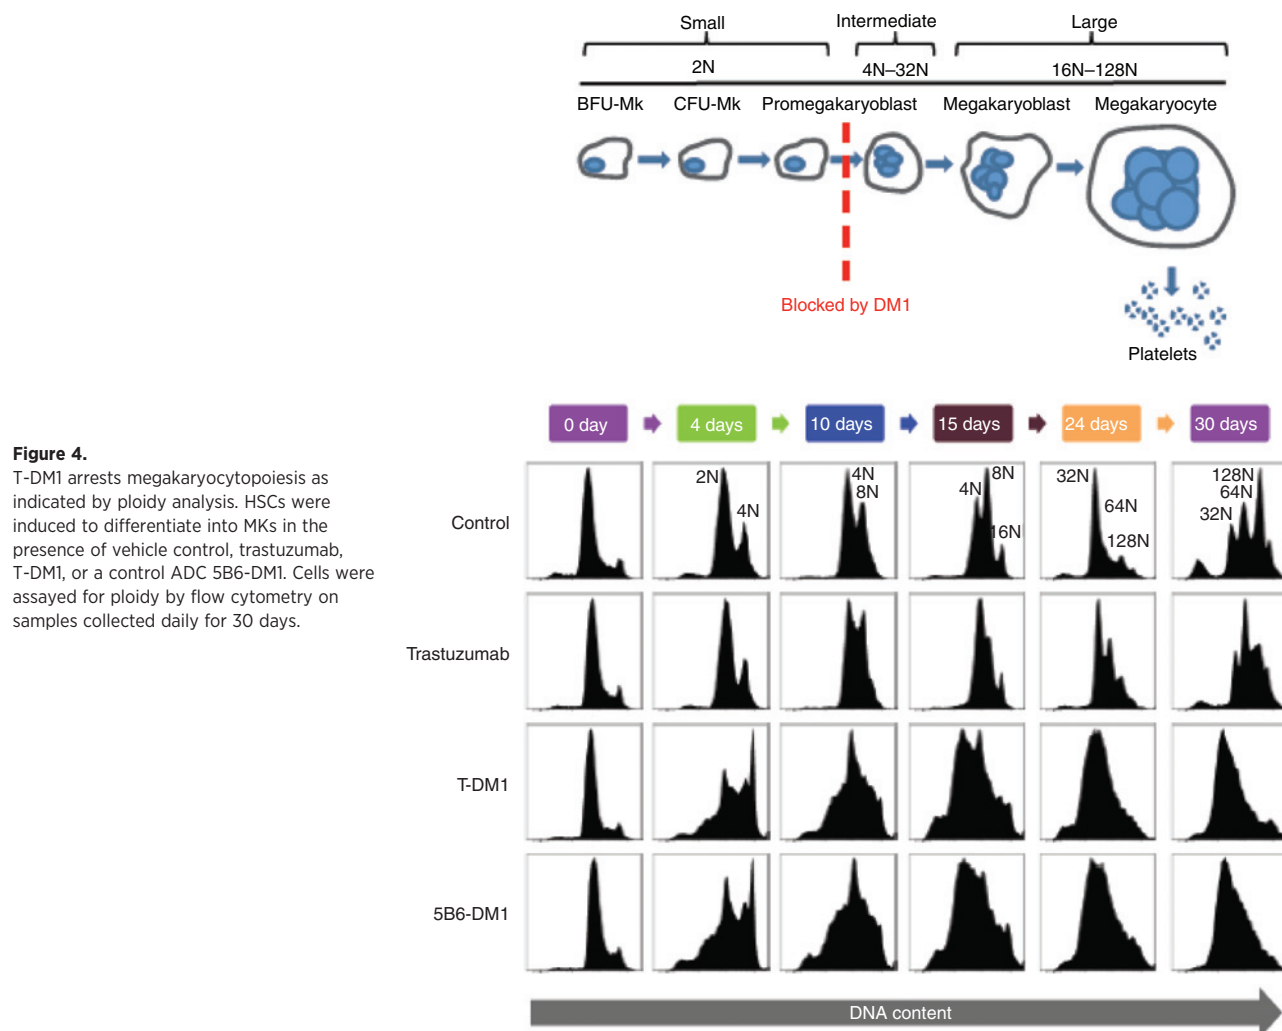 Small Intermediate Large
2N 4N–32N 16N–128N
BFU-Mk CFU-Mk Promegakaryoblast Megakaryoblast Megakaryocyte
Blocked by DM1
Platelets
0 day 4 days 10 days 15 days 24 days 30 days
Figure 4.
T-DM1 arrests megakaryocytopoiesis as
indicated by ploidy analysis. HSCs were
induced to differentiate into MKs in the
presence of vehicle control, trastuzumab,
T-DM1, or a control ADC 5B6-DM1. Cells were
assayed for ploidy by flow cytometry on
samples collected daily for 30 days.
Control
2N
4N
4N
8N
4N
8N
16N
32N
64N
128N
128N
64N
32N
Trastuzumab
T-DM1
5B6-DM1
DNA content